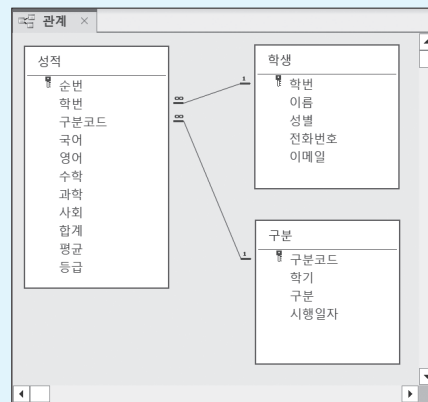 관계
성적
순번
학번
구분코드
국어
영어
수학
과학
사회
합계
평균
등급
∞
∞
1
1
학생
학번
이름
성별
전화번호
이메일
구분
구분코드
학기
구분
시행일자